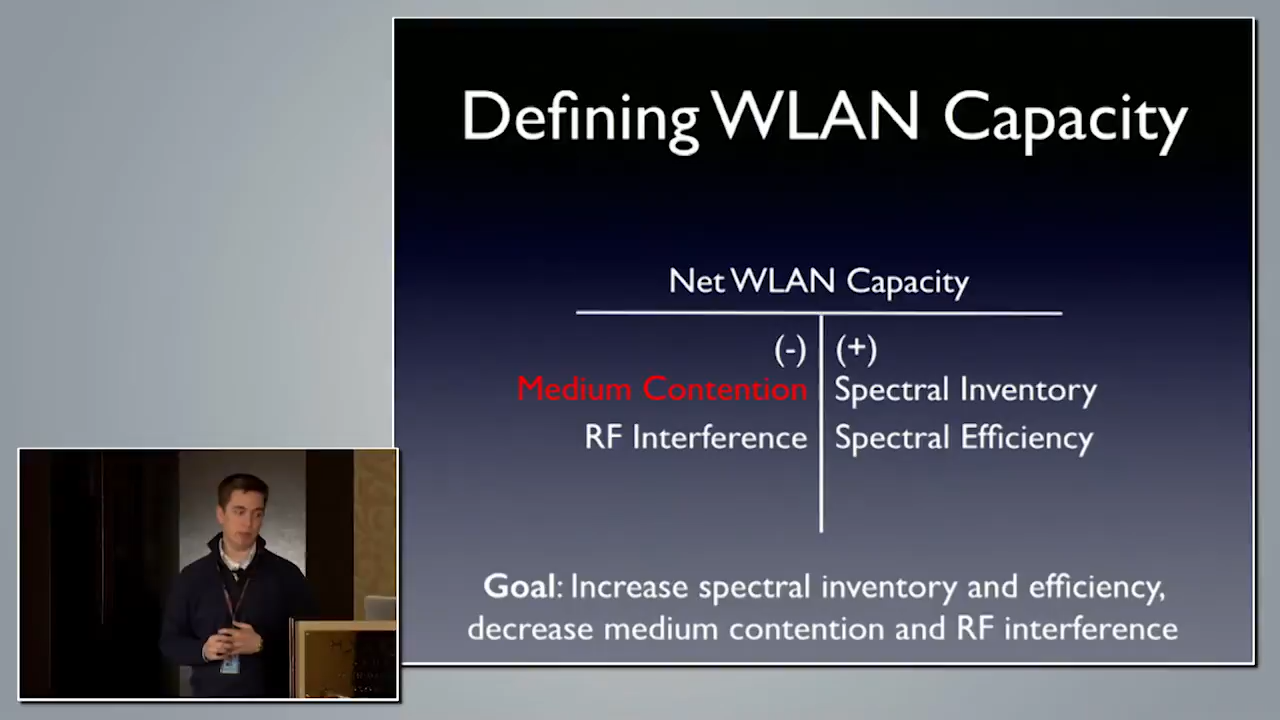 Defining WLAN Capacity
Net WLAN Capacity
(-) (+)
Medium Contention Spectral Inventory
RF Interference Spectral Efficiency
Goal: Increase spectral inventory and efficiency,
decrease medium contention and RF interference